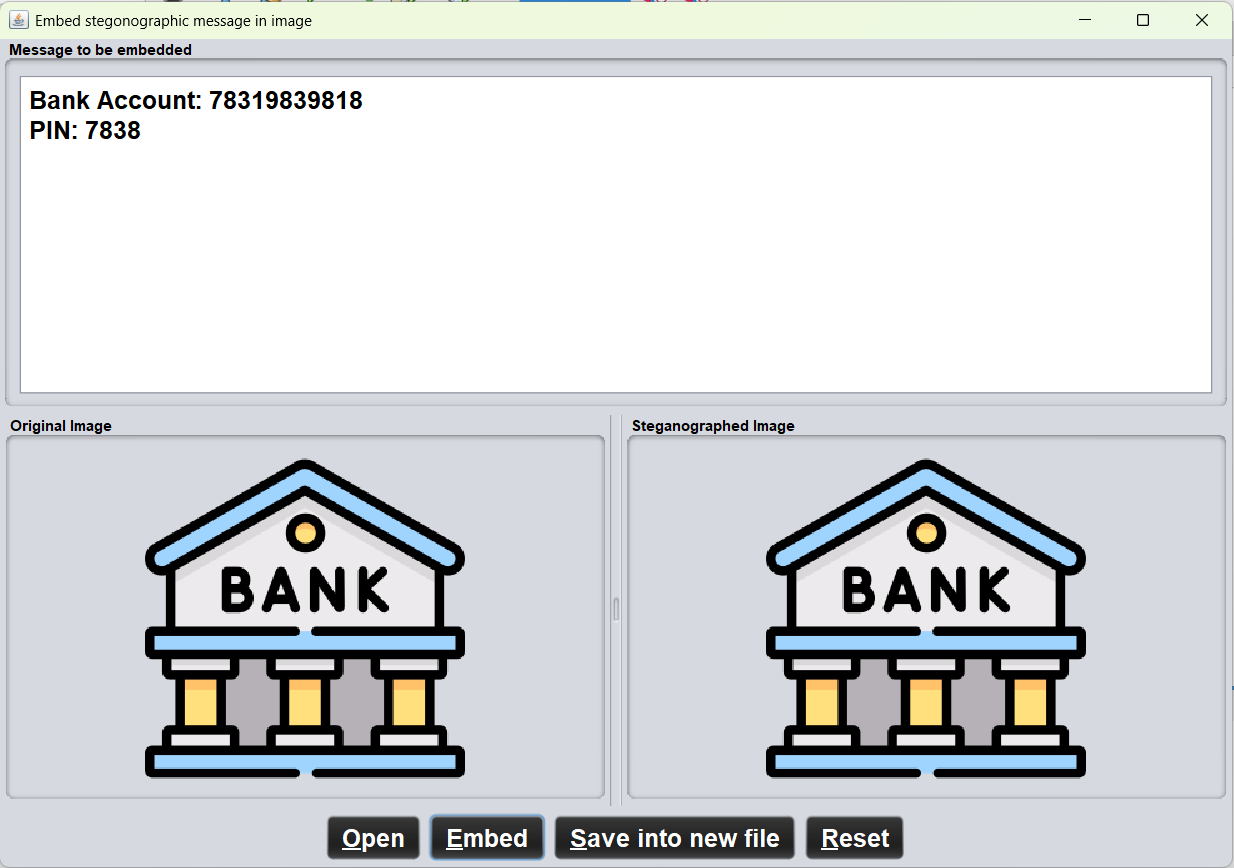 Embed stegonographic message in image
Message to be embedded
Bank Account: 78319839818
PIN: 7838
Original Image
Steganographed Image
BANK
BANK
Open
Embed
Save into new file
Reset